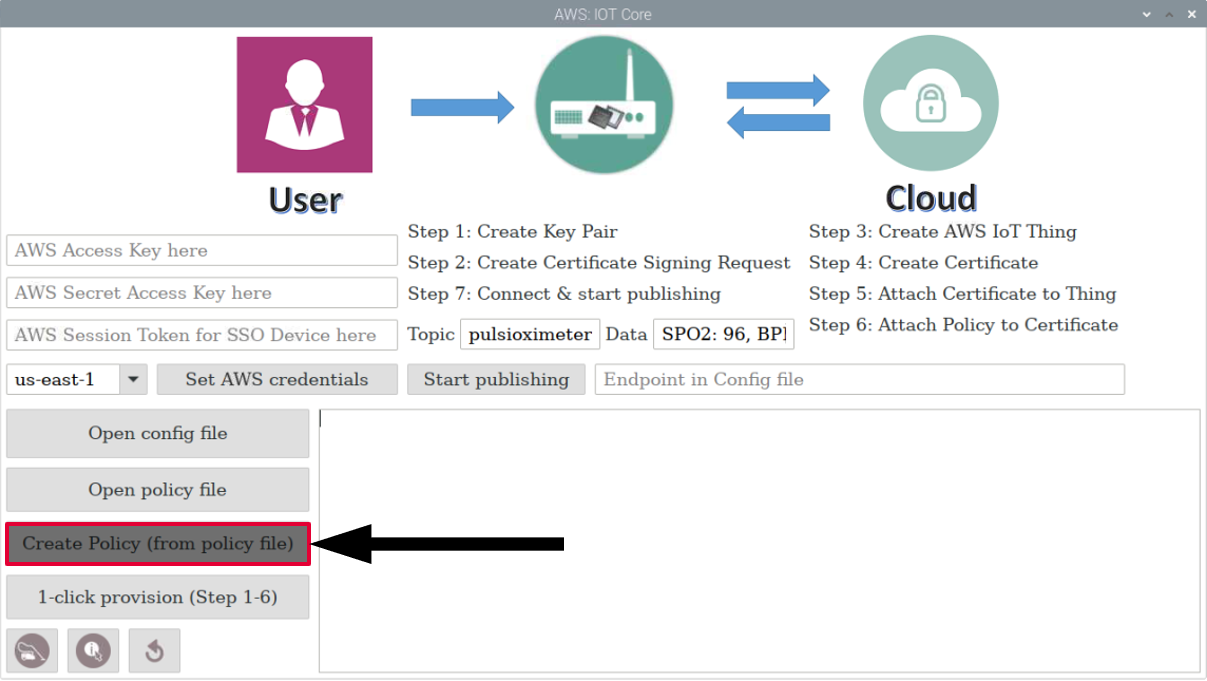 AWS: IOT Core
User
Cloud
Step 1: Create Key Pair
Step 2: Create Certificate Signing Request
Step 7: Connect & start publishing
Step 3: Create AWS IoT Thing
Step 4: Create Certificate
Step 5: Attach Certificate to Thing
Step 6: Attach Policy to Certificate
AWS Access Key here
AWS Secret Access Key here
AWS Session Token for SSO Device here
Topic pulsioximeter Data SPO2: 96, BPI
us-east-1 Set AWS credentials Start publishing Endpoint in Config file
Open config file
Open policy file
Create Policy (from policy file)
1-click provision (Step 1-6)